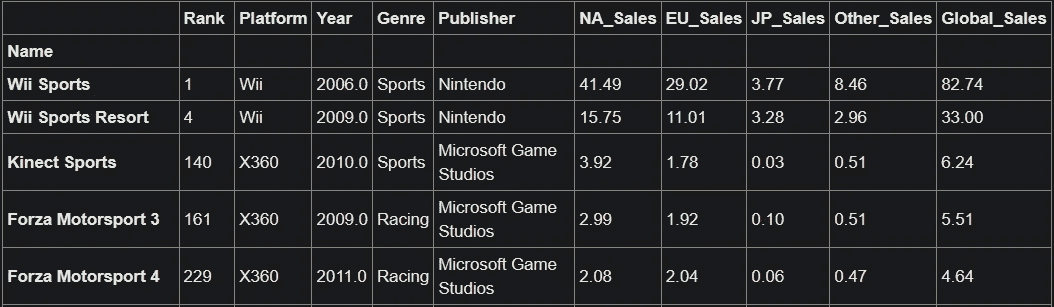 Rank Platform Year Genre Publisher NA_Sales EU_Sales JP_Sales Other_Sales Global_Sales
Name
Wii Sports 1 Wii 2006.0 Sports Nintendo 41.49 29.02 3.77 8.46 82.74
Wii Sports Resort 4 Wii 2009.0 Sports Nintendo 15.75 11.01 3.28 2.96 33.00
Kinect Sports 140 X360 2010.0 Sports Microsoft Game Studios 3.92 1.78 0.03 0.51 6.24
Forza Motorsport 3 161 X360 2009.0 Racing Microsoft Game Studios 2.99 1.92 0.10 0.51 5.51
Forza Motorsport 4 229 X360 2011.0 Racing Microsoft Game Studios 2.08 2.04 0.06 0.47 4.64